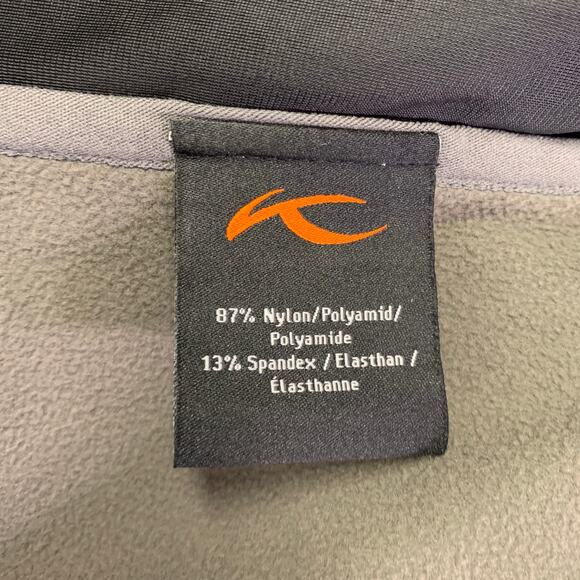 87% Nylon/Polyamid/
Polyamide
13% Spandex / Elasthan /
Élasthanne